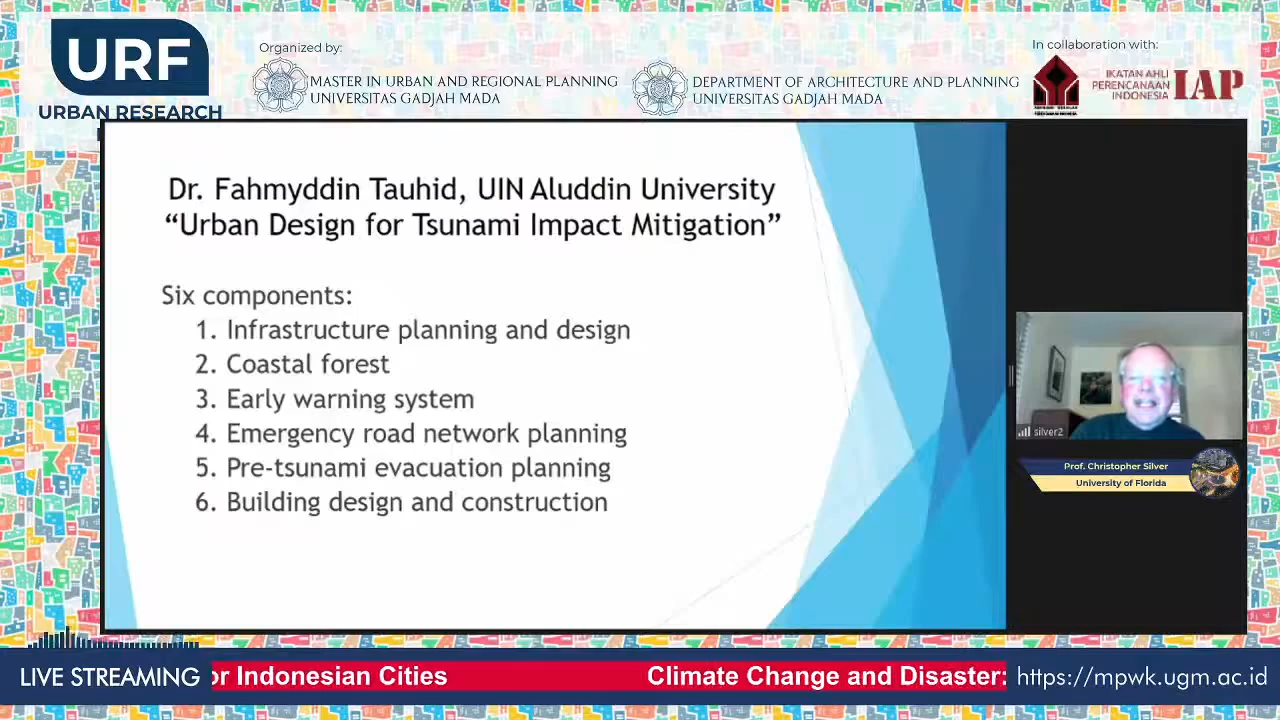 URF
URBAN RESEARCH
Organized by:
MASTER IN URBAN AND REGIONAL PLANNING
UNIVERSITAS GADJAH MADA
DEPARTMENT OF ARCHITECTURE AND PLANNING
UNIVERSITAS GADJAH MADA
In collaboration with:
IKATAN AHLI
PERENCANAAN
INDONESIA
IAP
Dr. Fahmyddin Tauhid, UIN Aluddin University
“Urban Design for Tsunami Impact Mitigation”
Six components:
1. Infrastructure planning and design
2. Coastal forest
3. Early warning system
4. Emergency road network planning
5. Pre-tsunami evacuation planning
6. Building design and construction
silver2
Prof. Christopher Silver
University of Florida
LIVE STREAMING
or Indonesian Cities
Climate Change and Disaster:
https://mpwk.ugm.ac.id